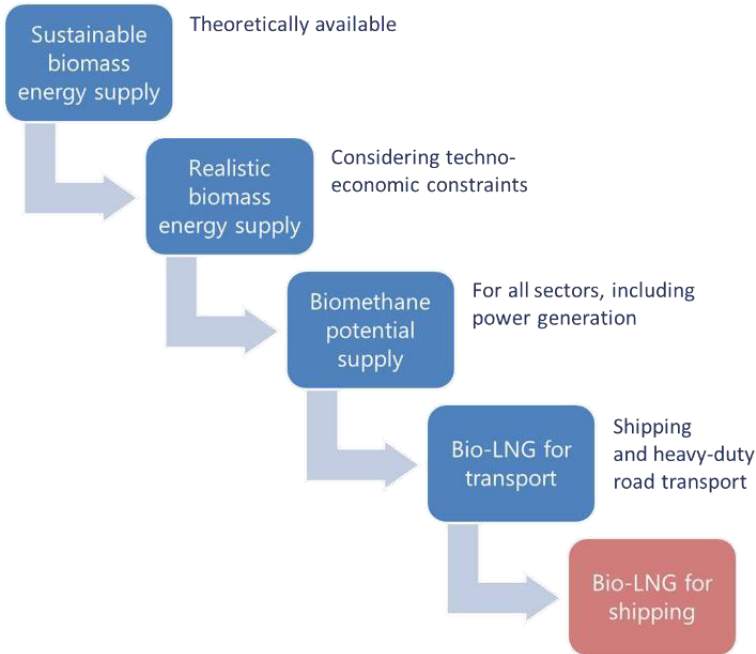 Sustainable
biomass
energy supply
Theoretically available
Realistic
biomass
energy supply
Considering techno-
economic constraints
Biomethane
potential
supply
For all sectors, including
power generation
Bio-LNG for
transport
Shipping
and heavy-duty
road transport
Bio-LNG for
shipping